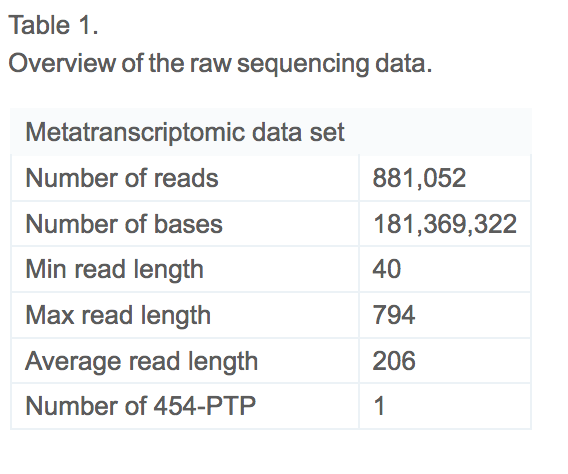 Table 1.
Overview of the raw sequencing data.
Metatranscriptomic data set
Number of reads 881,052
Number of bases 181,369,322
Min read length 40
Max read length 794
Average read length 206
Number of 454-PTP 1